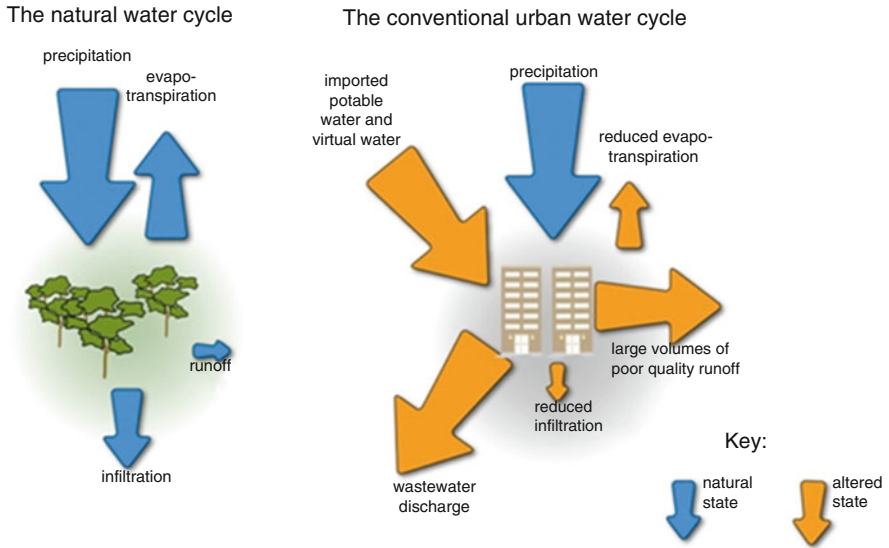 The natural water cycle
precipitation
evapo-
transpiration
runoff
infiltration
The conventional urban water cycle
imported
potable
water and
virtual water
precipitation
reduced evapo-
transpiration
large volumes of
poor quality runoff
reduced
infiltration
wastewater
discharge
Key:
natural
state
altered
state